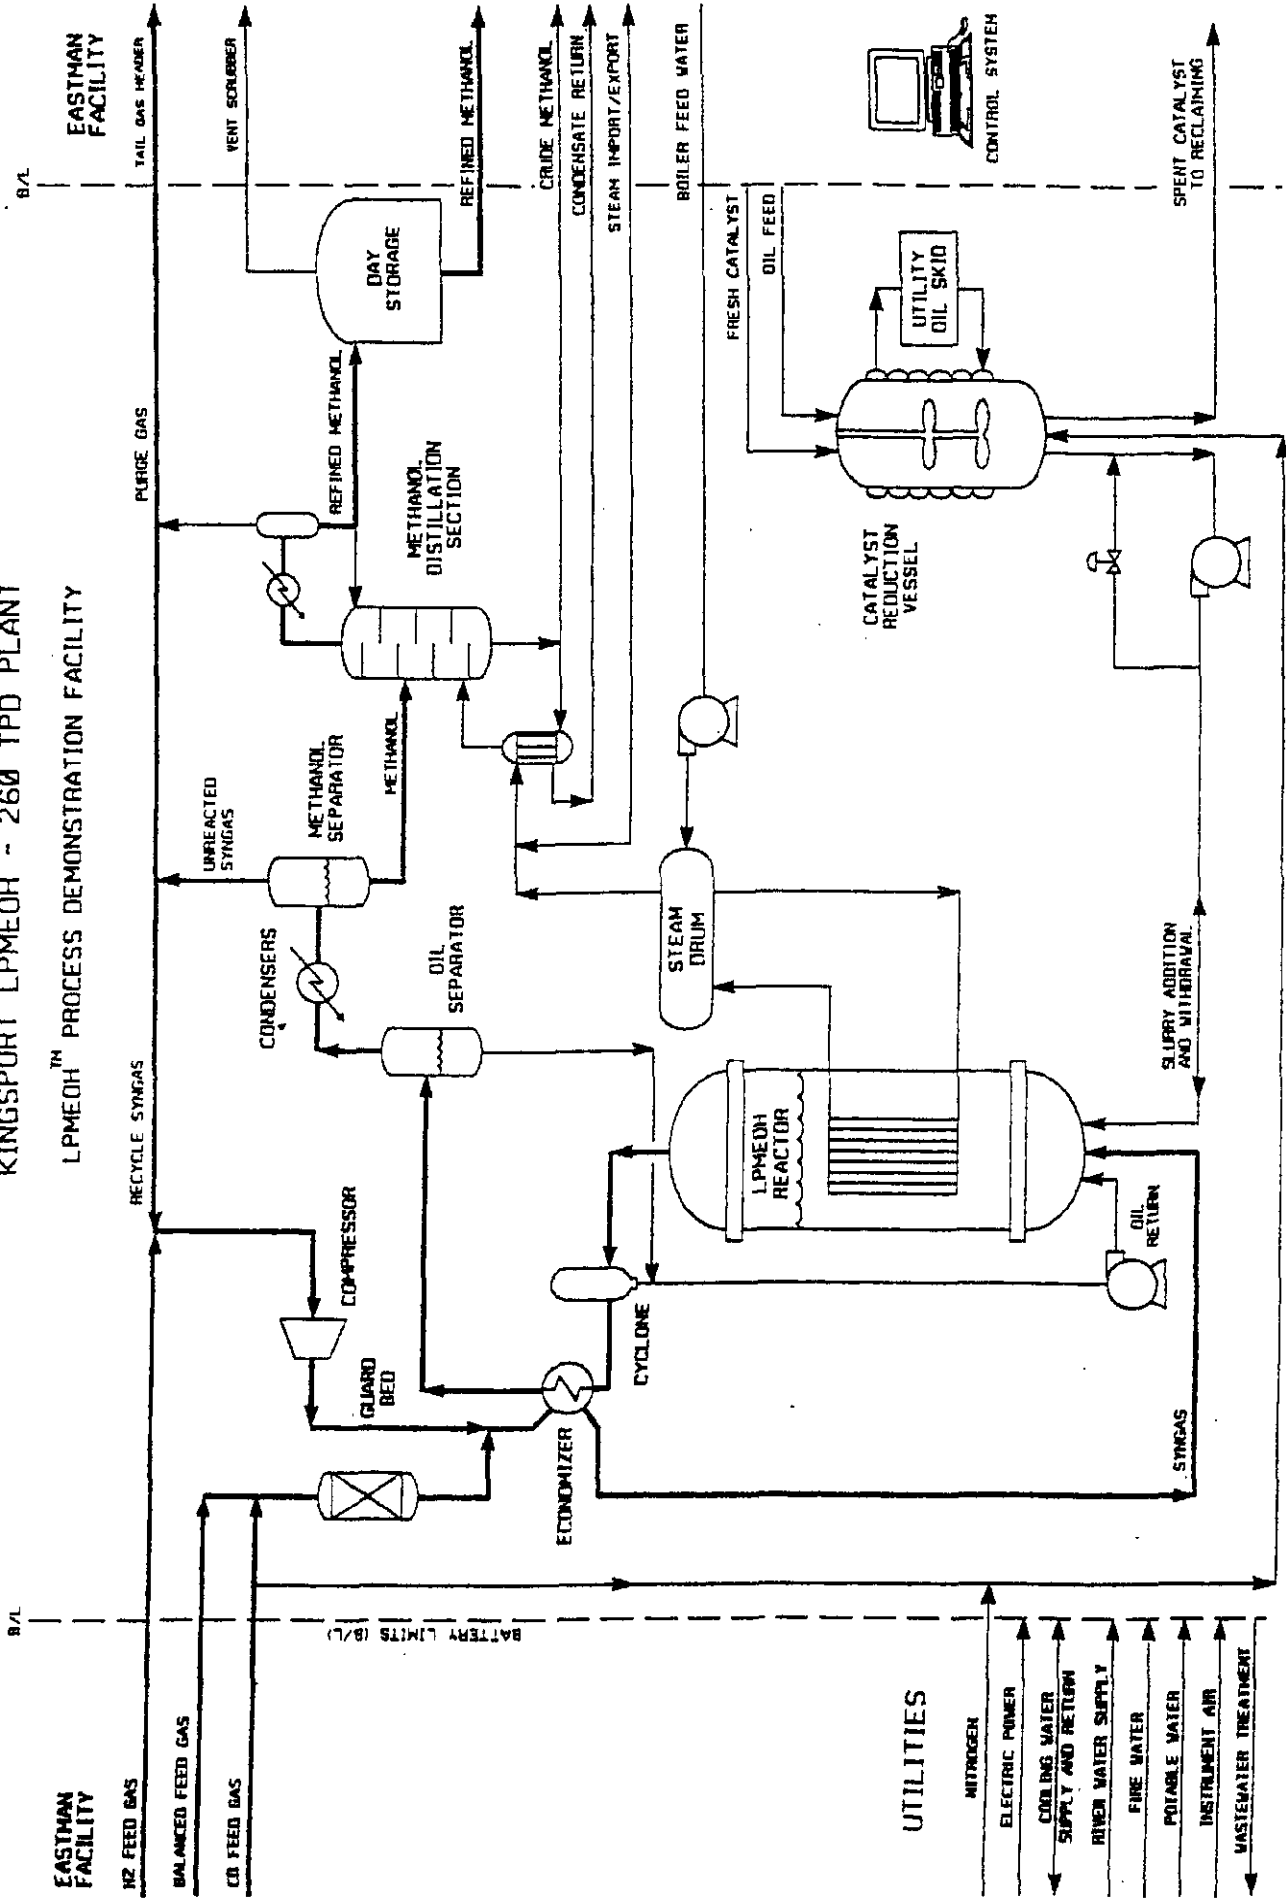 KINGSPORT LPMEOH - 260 TPD PLANT
LPMEOH™ PROCESS DEMONSTRATION FACILITY
B/L
B/L
EASTMAN
FACILITY
H2 FEED GAS
BALANCED FEED GAS
CO FEED GAS
BATTERY LIMITS (B/L)
RECYCLE SYNGAS
COMPRESSOR
GUARD
BED
ECONOMIZER
CYCLONE
CONDENSERS
OIL
SEPARATOR
UNREACTED
SYNGAS
METHANOL
SEPARATOR
METHANOL
PURGE GAS
REFINED METHANOL
METHANOL
DISTILLATION
SECTION
DAY
STORAGE
EASTMAN
FACILITY
TAIL GAS HEADER
VENT SCRUBBER
REFINED METHANOL
CRUDE METHANOL
CONDENSATE RETURN
STEAM IMPORT/EXPORT
BOILER FEED WATER
STEAM
DRUM
LPMEOH
REACTOR
OIL
RETURN
SYNGAS
SLURRY ADDITION
AND WITHDRAWAL
FRESH CATALYST
OIL FEED
UTILITY
OIL SKID
CATALYST
REDUCTION
VESSEL
CONTROL SYSTEM
SPENT CATALYST
TO RECLAIMING
UTILITIES
NITROGEN
ELECTRIC POWER
COOLING WATER
SUPPLY AND RETURN
RIVER WATER SUPPLY
FIRE WATER
POTABLE WATER
INSTRUMENT AIR
WASTEWATER TREATMENT